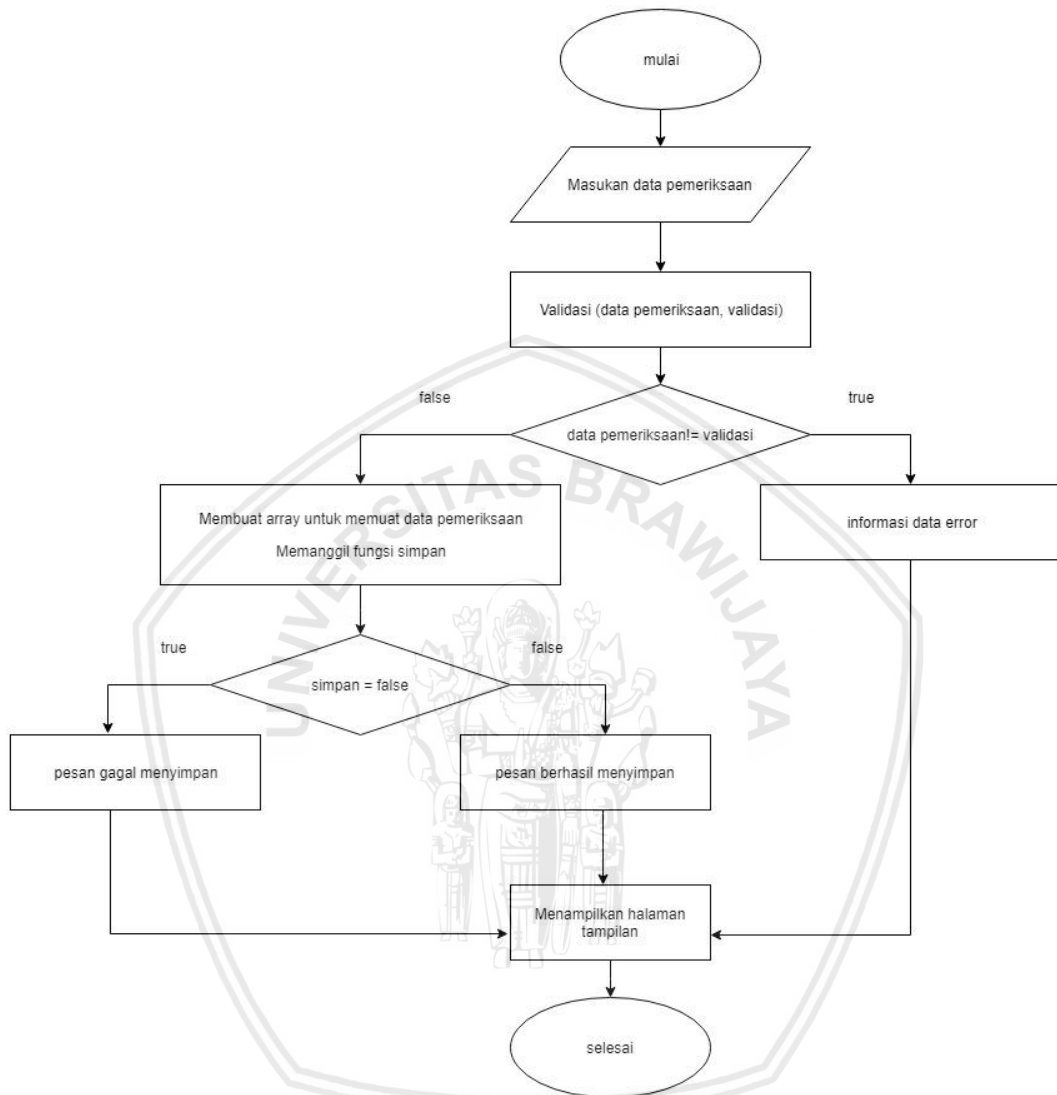 mulai
Masukan data pemeriksaan
Validasi (data pemeriksaan, validasi)
false
true
data pemeriksaan!= validasi
Membuat array untuk memuat data pemeriksaan
Memanggil fungsi simpan
informasi data error
true
false
simpan = false
pesan gagal menyimpan
pesan berhasil menyimpan
Menampilkan halaman
tampilan
selesai
UNIVERSITAS BRAWIJAYA